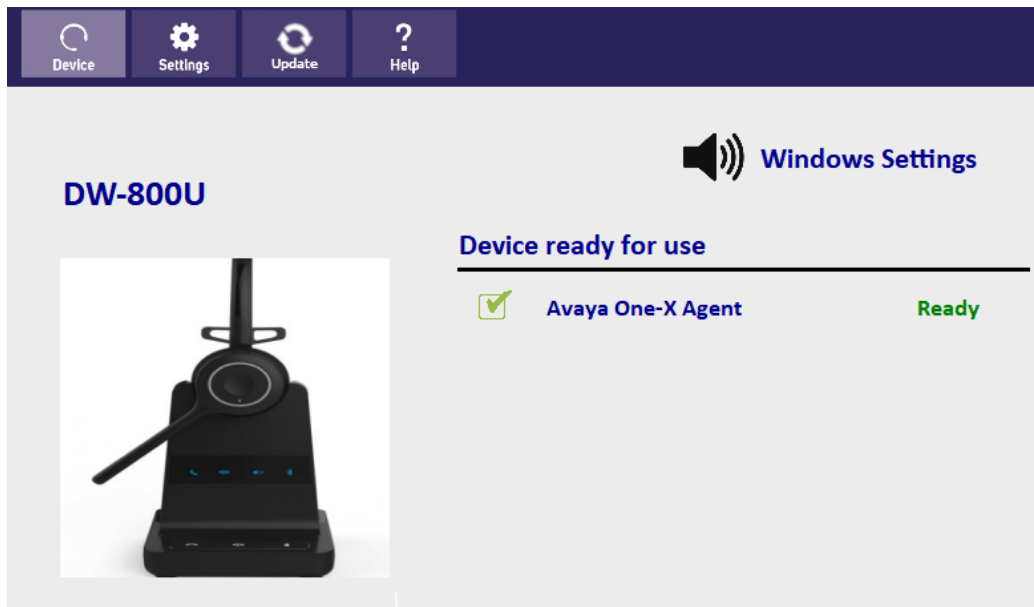 Device
Settings
Update
? Help
Windows Settings
DW-800U
Device ready for use
Avaya One-X Agent Ready